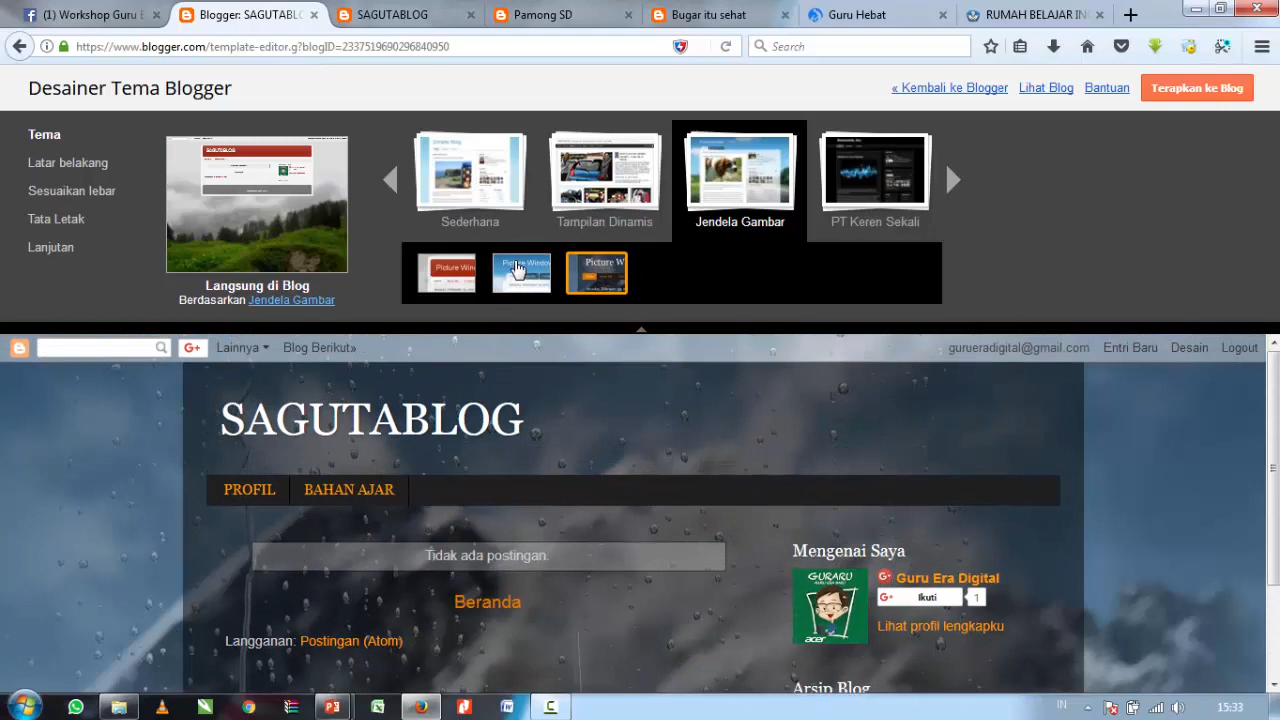 (1) Workshop Guru B
Blogger: SAGUTABLOG
SAGUTABLOG
Pamong SD
Bugar itu sehat
Guru Hebat
RUMAH BELAJAR IN
https://www.blogger.com/template-editor.g?blogID=2337519690296840950
Search
Desainer Tema Blogger
« Kembali ke Blogger
Lihat Blog
Bantuan
Terapkan ke Blog
Tema
Latar belakang
Sesuaikan lebar
Tata Letak
Lanjutan
Langsung di Blog
Berdasarkan Jendela Gambar
Sederhana
Tampilan Dinamis
Jendela Gambar
PT Keren Sekali
Picture Win
Picture Window
Picture W
G+
Lainnya
Blog Berikut»
gurueradigital@gmail.com
Entri Baru
Desain
Logout
SAGUTABLOG
PROFIL
BAHAN AJAR
Tidak ada postingan.
Beranda
Langganan: Postingan (Atom)
Mengenai Saya
GURARU
acer
Guru Era Digital
G+ Ikuti 1
Lihat profil lengkapku
Arsip Blog
IN
15:33